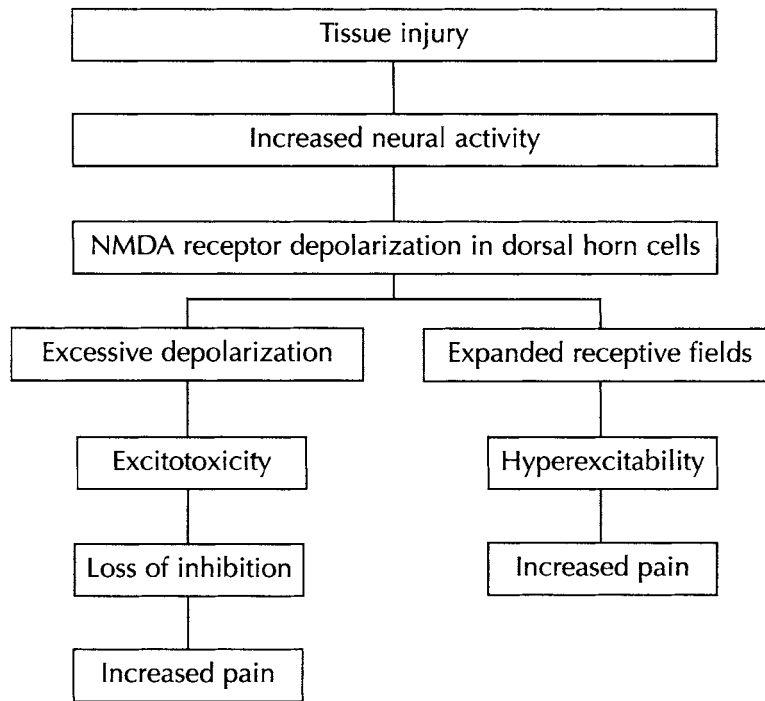 Tissue injury
Increased neural activity
NMDA receptor depolarization in dorsal horn cells
Excessive depolarization
Expanded receptive fields
Excitotoxicity
Hyperexcitability
Loss of inhibition
Increased pain
Increased pain